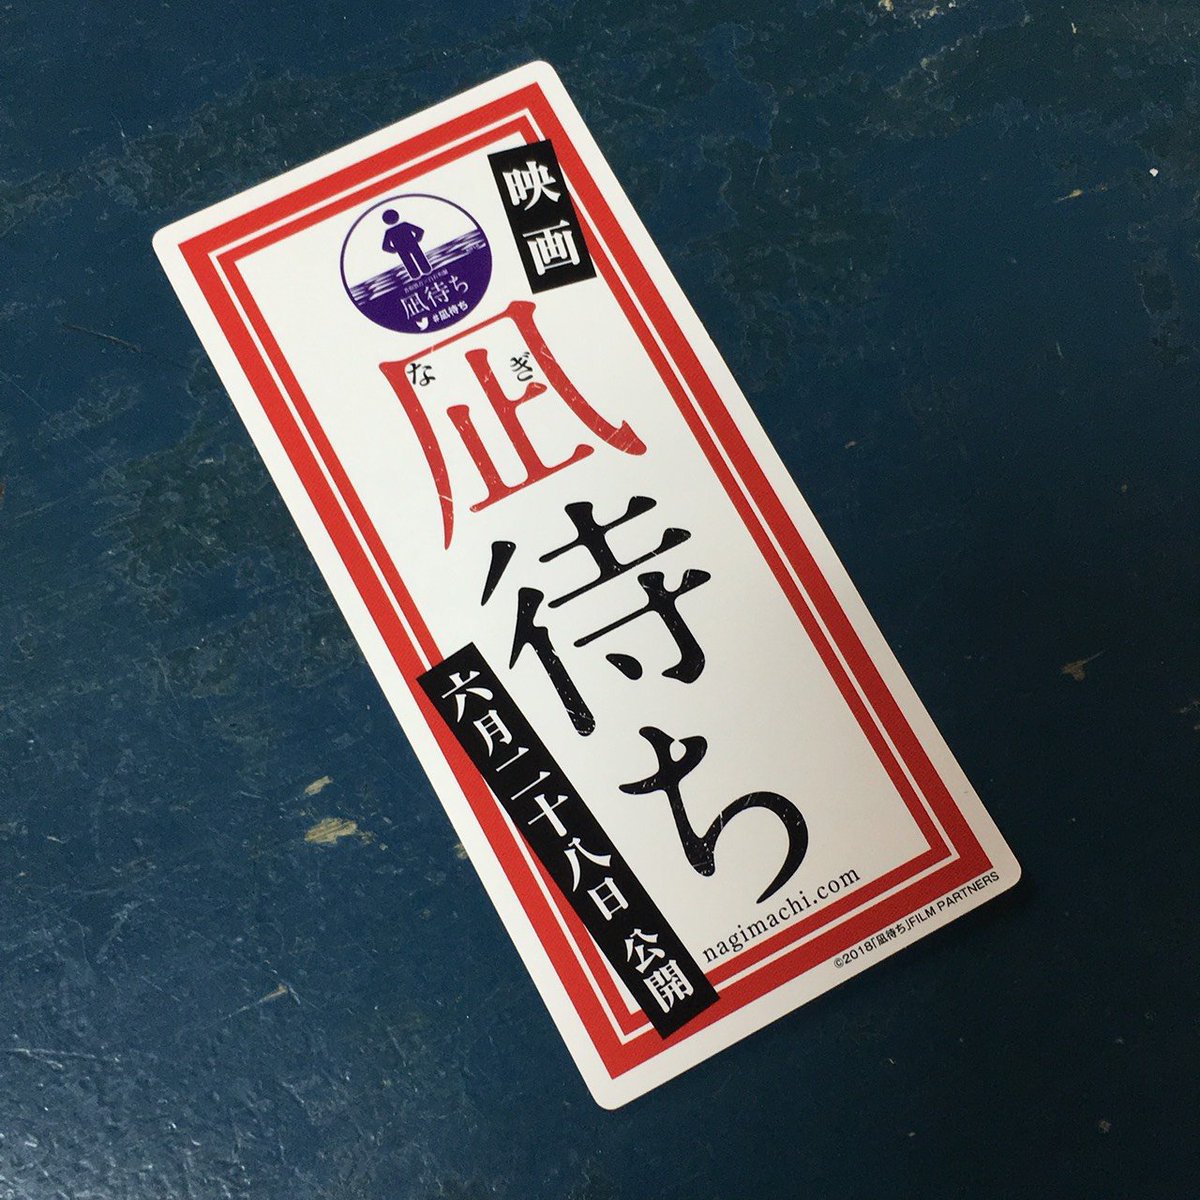 映画
凪待ち
なぎ
凪待ち
#凪待ち
六月二十八日 公開
nagimachi.com
©2018「凪待ち」FILM PARTNERS